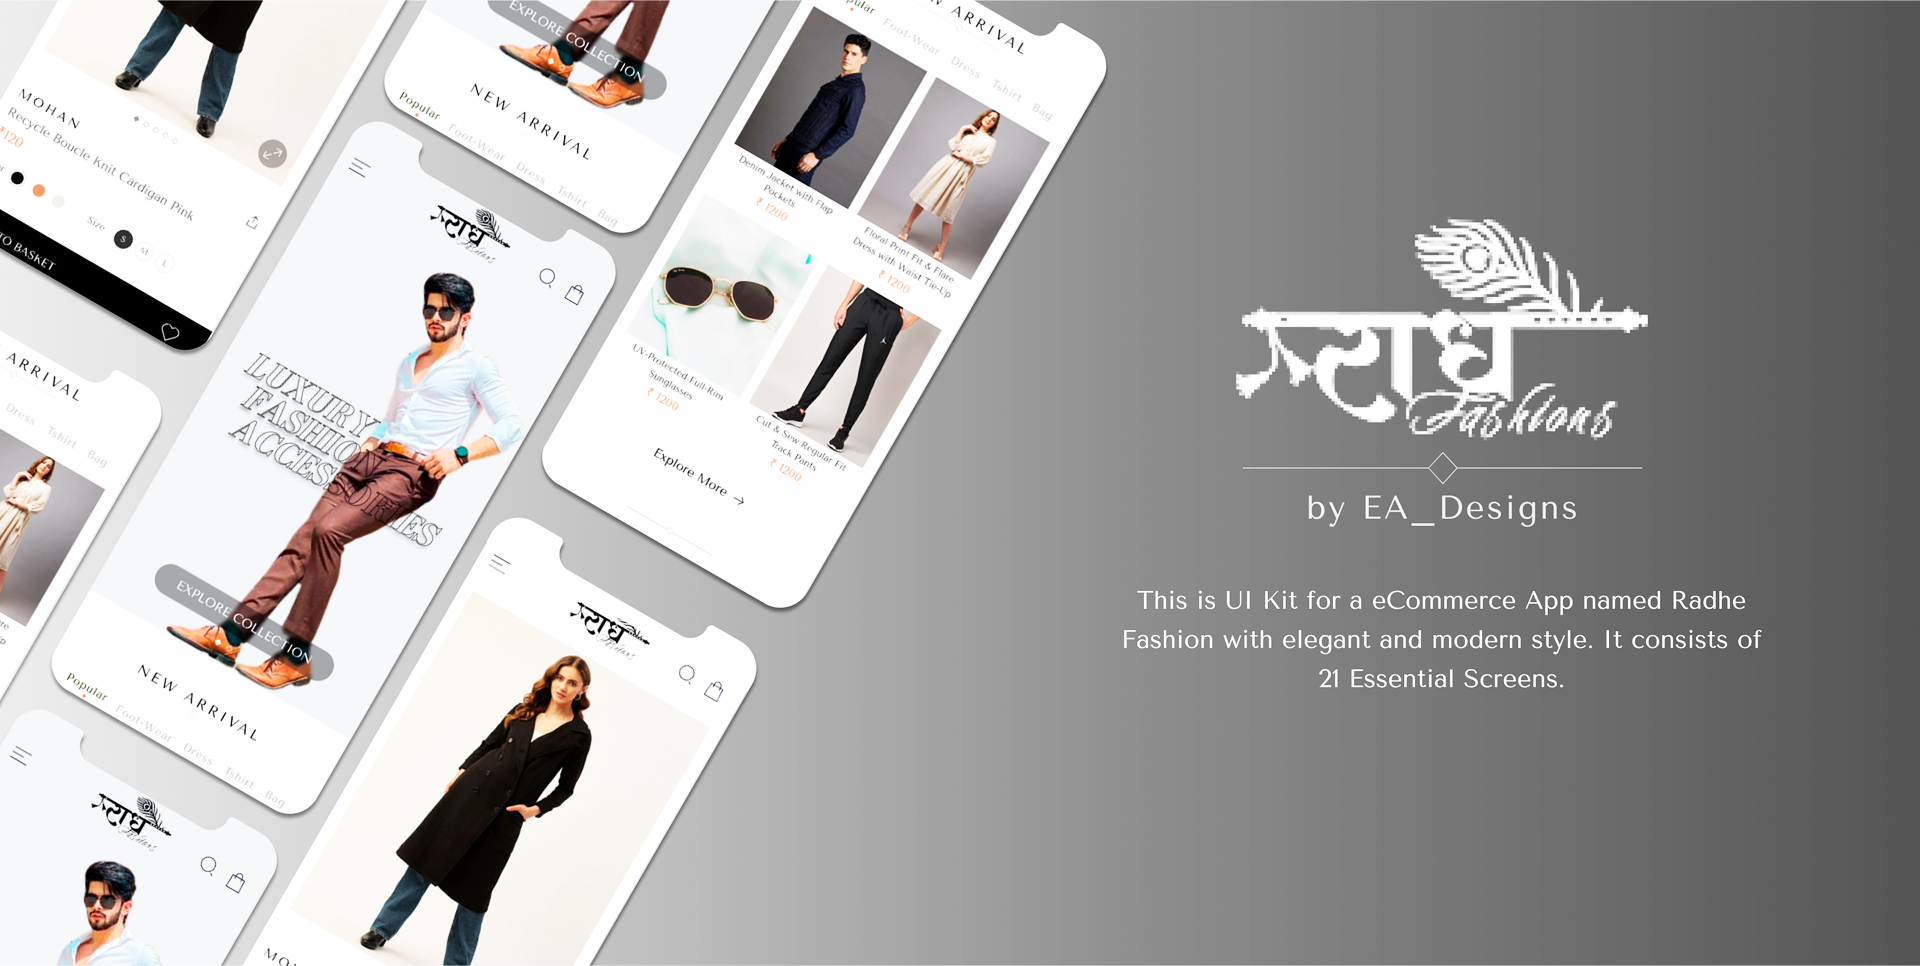 MOHAN
Recycle Boucle Knit Cardigan Pink
₹120
Size S M L
TO BASKET
EXPLORE COLLECTION
NEW ARRIVAL
Popular Foot-Wear Dress Tshirt Bag
ARRIVAL
Foot-Wear Dress Tshirt Bag
Denim Jacket with Flap
Pockets
₹ 1200
Floral Print Fit & Flare
Dress with Waist Tie-Up
₹ 1200
UV-Protected Full-Rim
Sunglasses
₹ 1200
Cut & Sew Regular Fit
Track Pants
₹ 1200
Explore More
राधे
Fashions
LUXURY
FASHION
ACCESSORIES
EXPLORE COLLECTION
NEW ARRIVAL
Popular Foot-Wear Dress Tshirt Bag
ARRIVAL
Dress Tshirt Bag
राधे
Fashions
राधे
Fashions
राधे
Fashions
by EA_Designs
This is UI Kit for a eCommerce App named Radhe
Fashion with elegant and modern style. It consists of
21 Essential Screens.